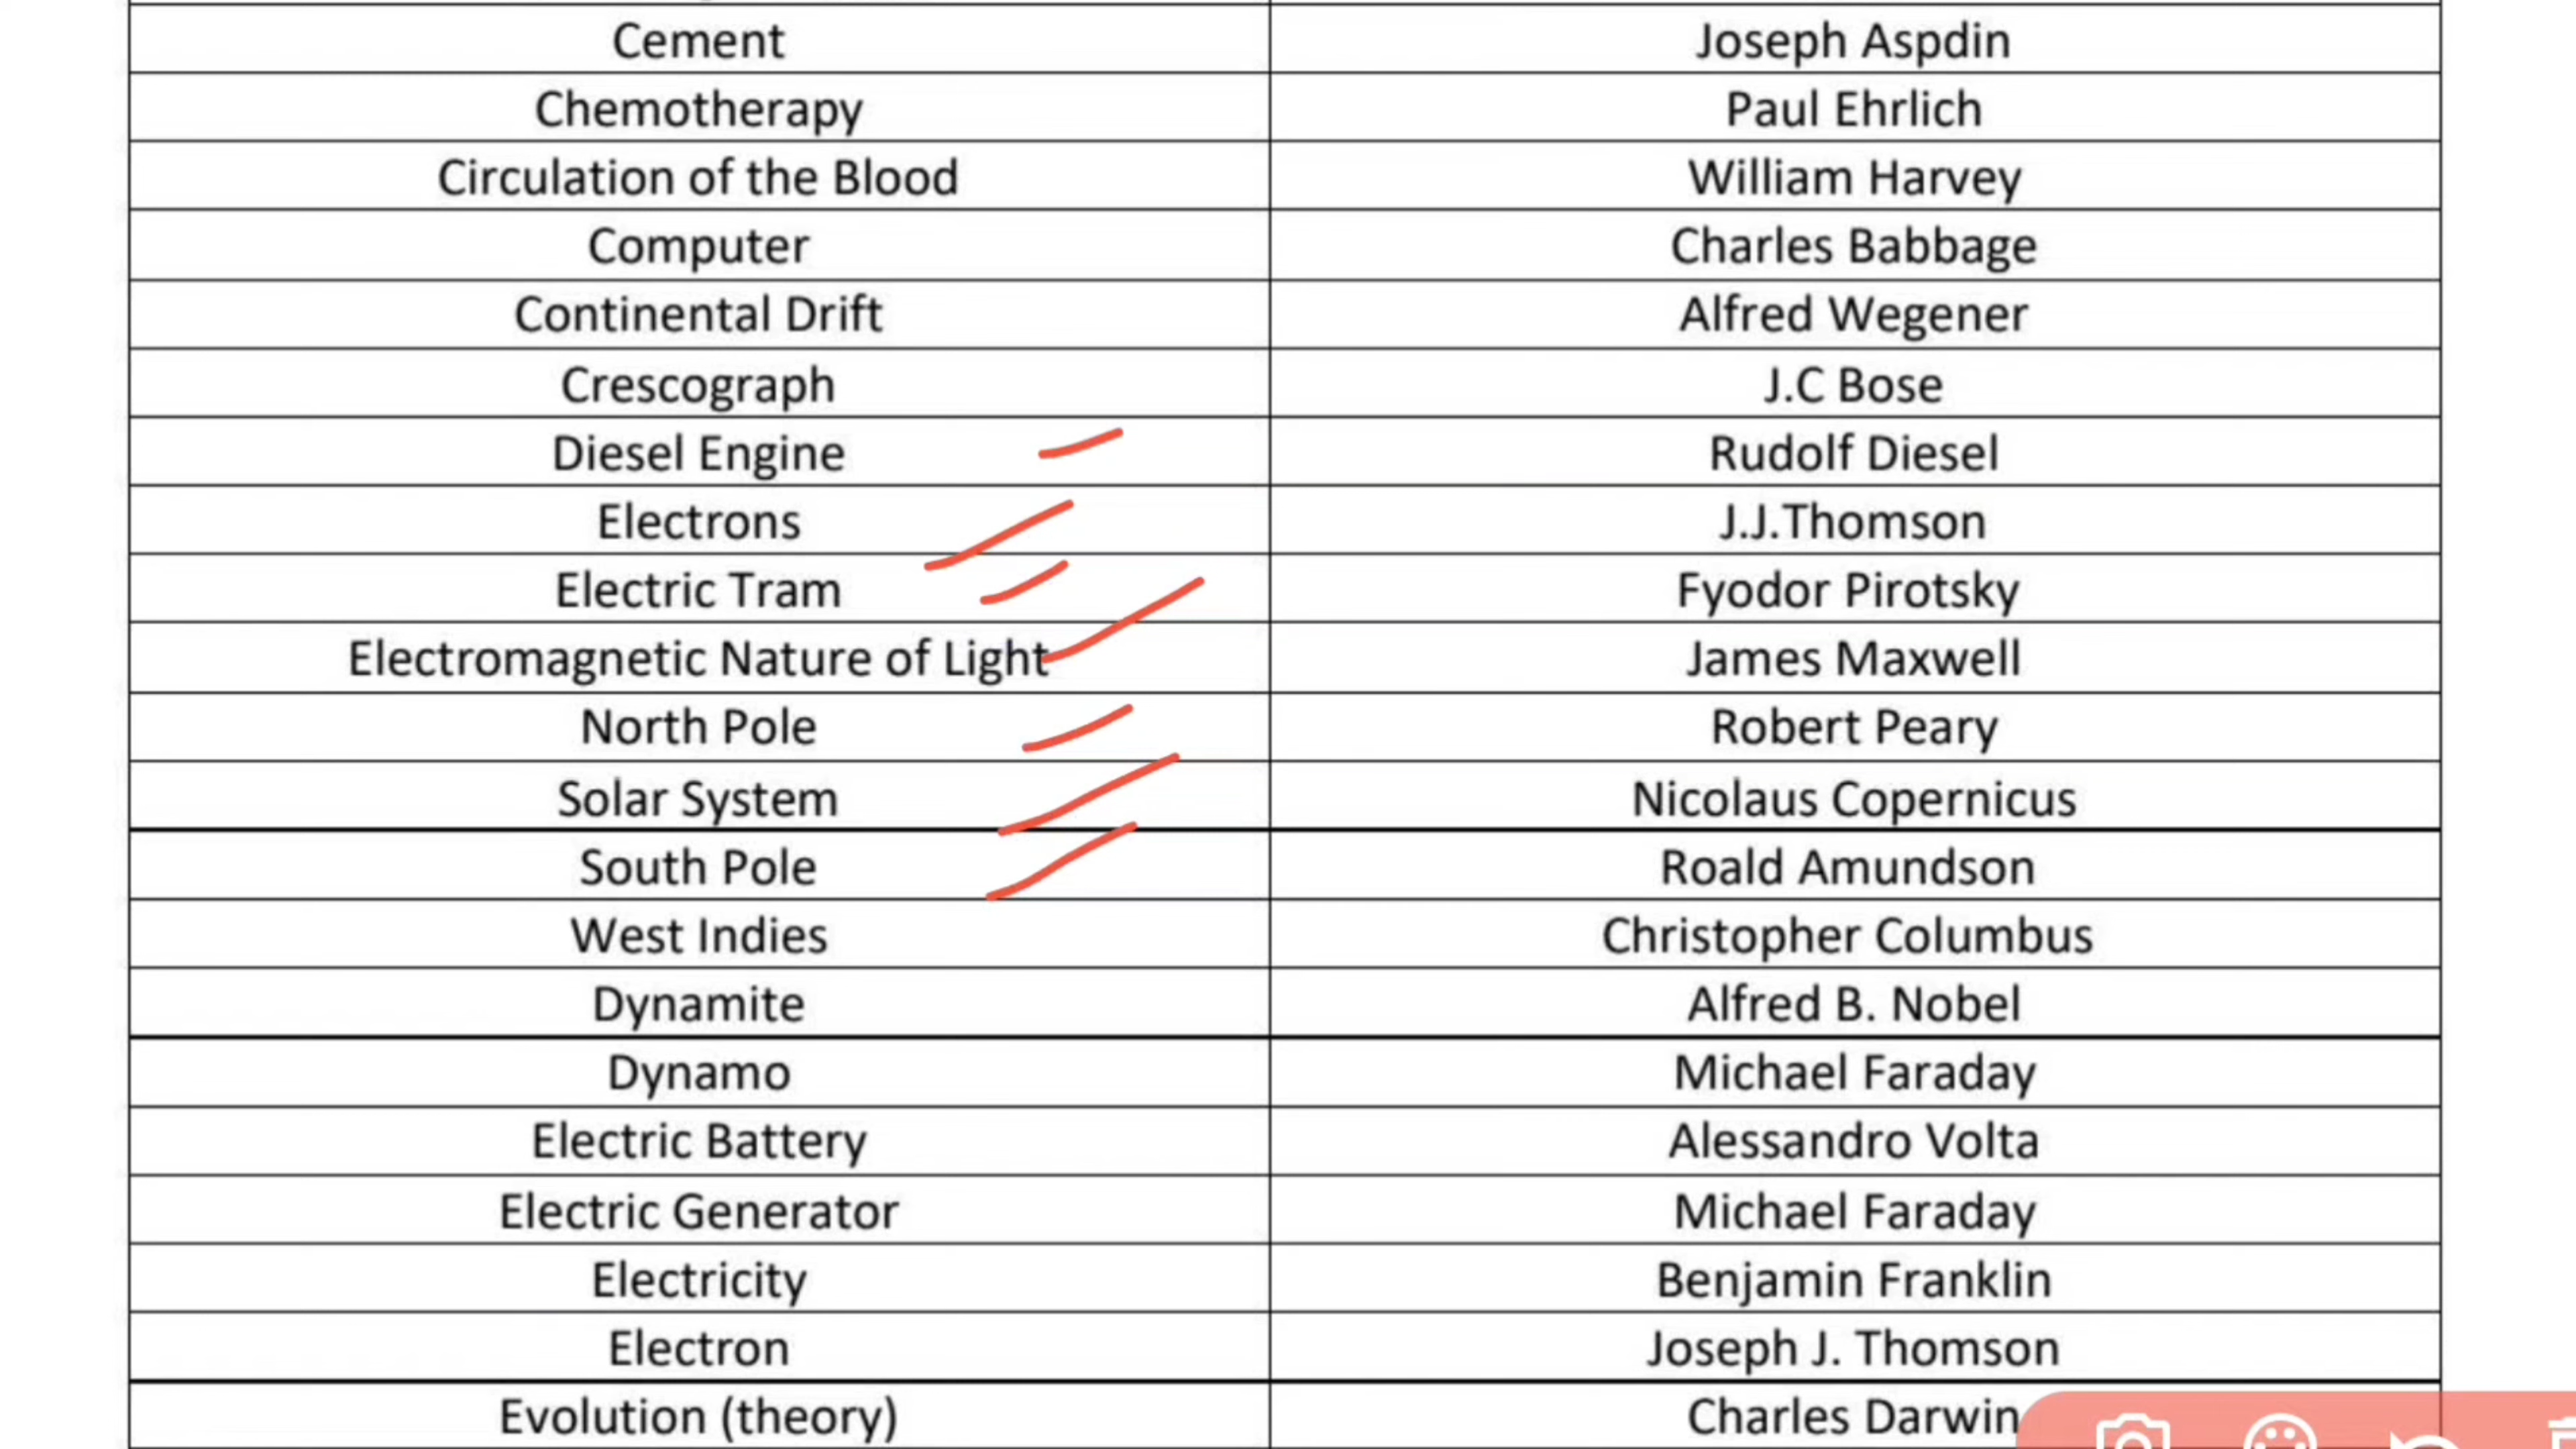 Cement Joseph Aspdin
Chemotherapy Paul Ehrlich
Circulation of the Blood William Harvey
Computer Charles Babbage
Continental Drift Alfred Wegener
Crescograph J.C Bose
Diesel Engine Rudolf Diesel
Electrons J.J.Thomson
Electric Tram Fyodor Pirotsky
Electromagnetic Nature of Light James Maxwell
North Pole Robert Peary
Solar System Nicolaus Copernicus
South Pole Roald Amundson
West Indies Christopher Columbus
Dynamite Alfred B. Nobel
Dynamo Michael Faraday
Electric Battery Alessandro Volta
Electric Generator Michael Faraday
Electricity Benjamin Franklin
Electron Joseph J. Thomson
Evolution (theory) Charles Darwin